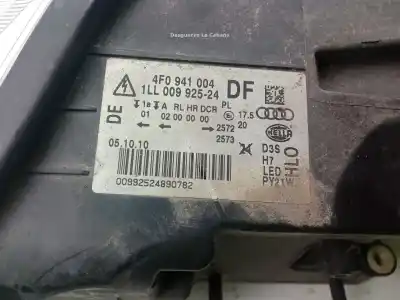 Desguaces La Cabaña
4F0 941 004 DF
1LL 009 925-24
DE
1a A RL HR DCR PL
01 02 00 00 00
17.5
20
2572
2573
HELLA
05.10.10
D3S
H7
LED
PY21W
HLO
00992524890782